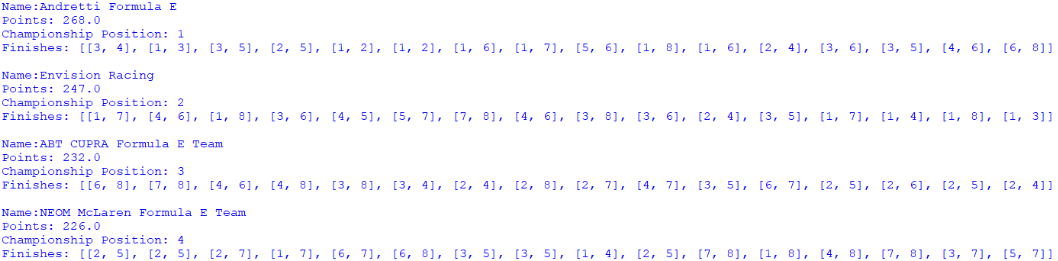 Name:Andretti Formula E
Points: 268.0
Championship Position: 1
Finishes: [[3, 4], [1, 3], [3, 5], [2, 5], [1, 2], [1, 2], [1, 6], [1, 7], [5, 6], [1, 8], [1, 6], [2, 4], [3, 6], [3, 5], [4, 6], [6, 8]]
Name:Envision Racing
Points: 247.0
Championship Position: 2
Finishes: [[1, 7], [4, 6], [1, 8], [3, 6], [4, 5], [5, 7], [7, 8], [4, 6], [3, 8], [3, 6], [2, 4], [3, 5], [1, 7], [1, 4], [1, 8], [1, 3]]
Name:ABT CUPRA Formula E Team
Points: 232.0
Championship Position: 3
Finishes: [[6, 8], [7, 8], [4, 6], [4, 8], [3, 8], [3, 4], [2, 4], [2, 8], [2, 7], [4, 7], [3, 5], [6, 7], [2, 5], [2, 6], [2, 5], [2, 4]]
Name:NEOM McLaren Formula E Team
Points: 226.0
Championship Position: 4
Finishes: [[2, 5], [2, 5], [2, 7], [1, 7], [6, 7], [6, 8], [3, 5], [3, 5], [1, 4], [2, 5], [7, 8], [1, 8], [4, 8], [7, 8], [3, 7], [5, 7]]